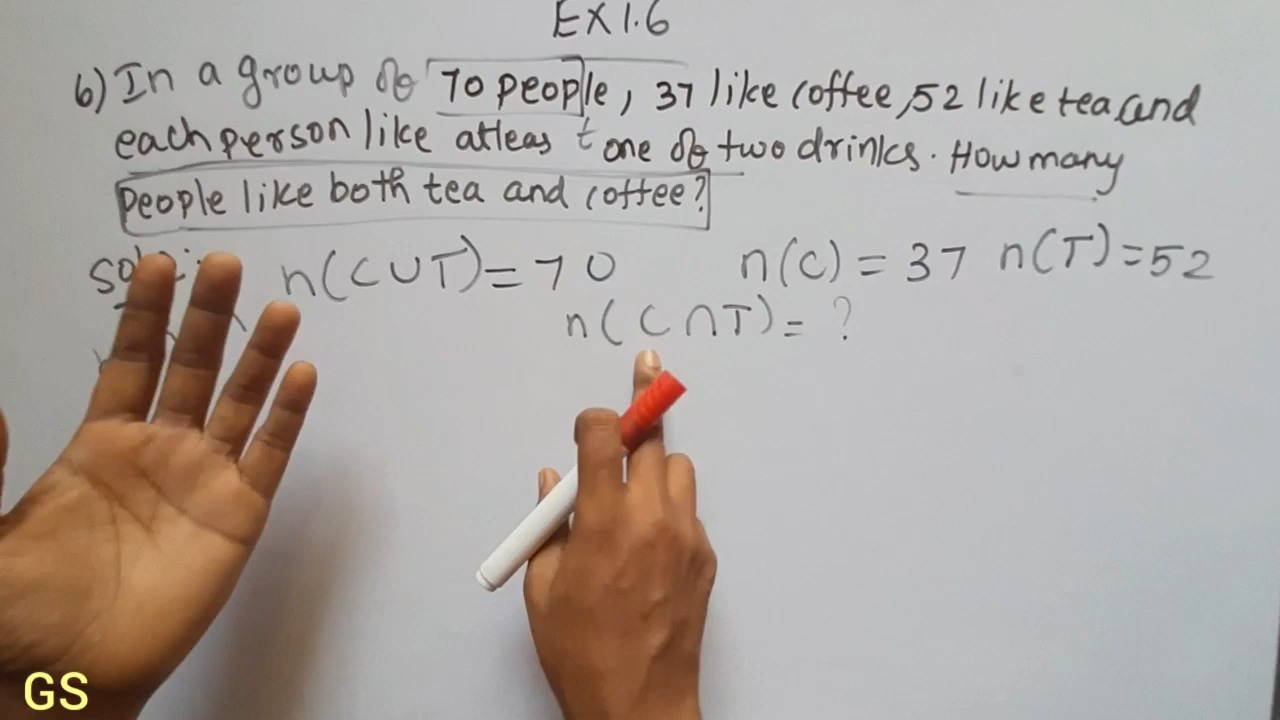 EX 1.6
6) In a group of 70 people, 37 like coffee, 52 like tea and
each person like atleas t one of two drinks. How many
people like both tea and coffee?
n(C∪T)=70 n(C) = 37 n(T)=52
n(C∩T)= ?
GS